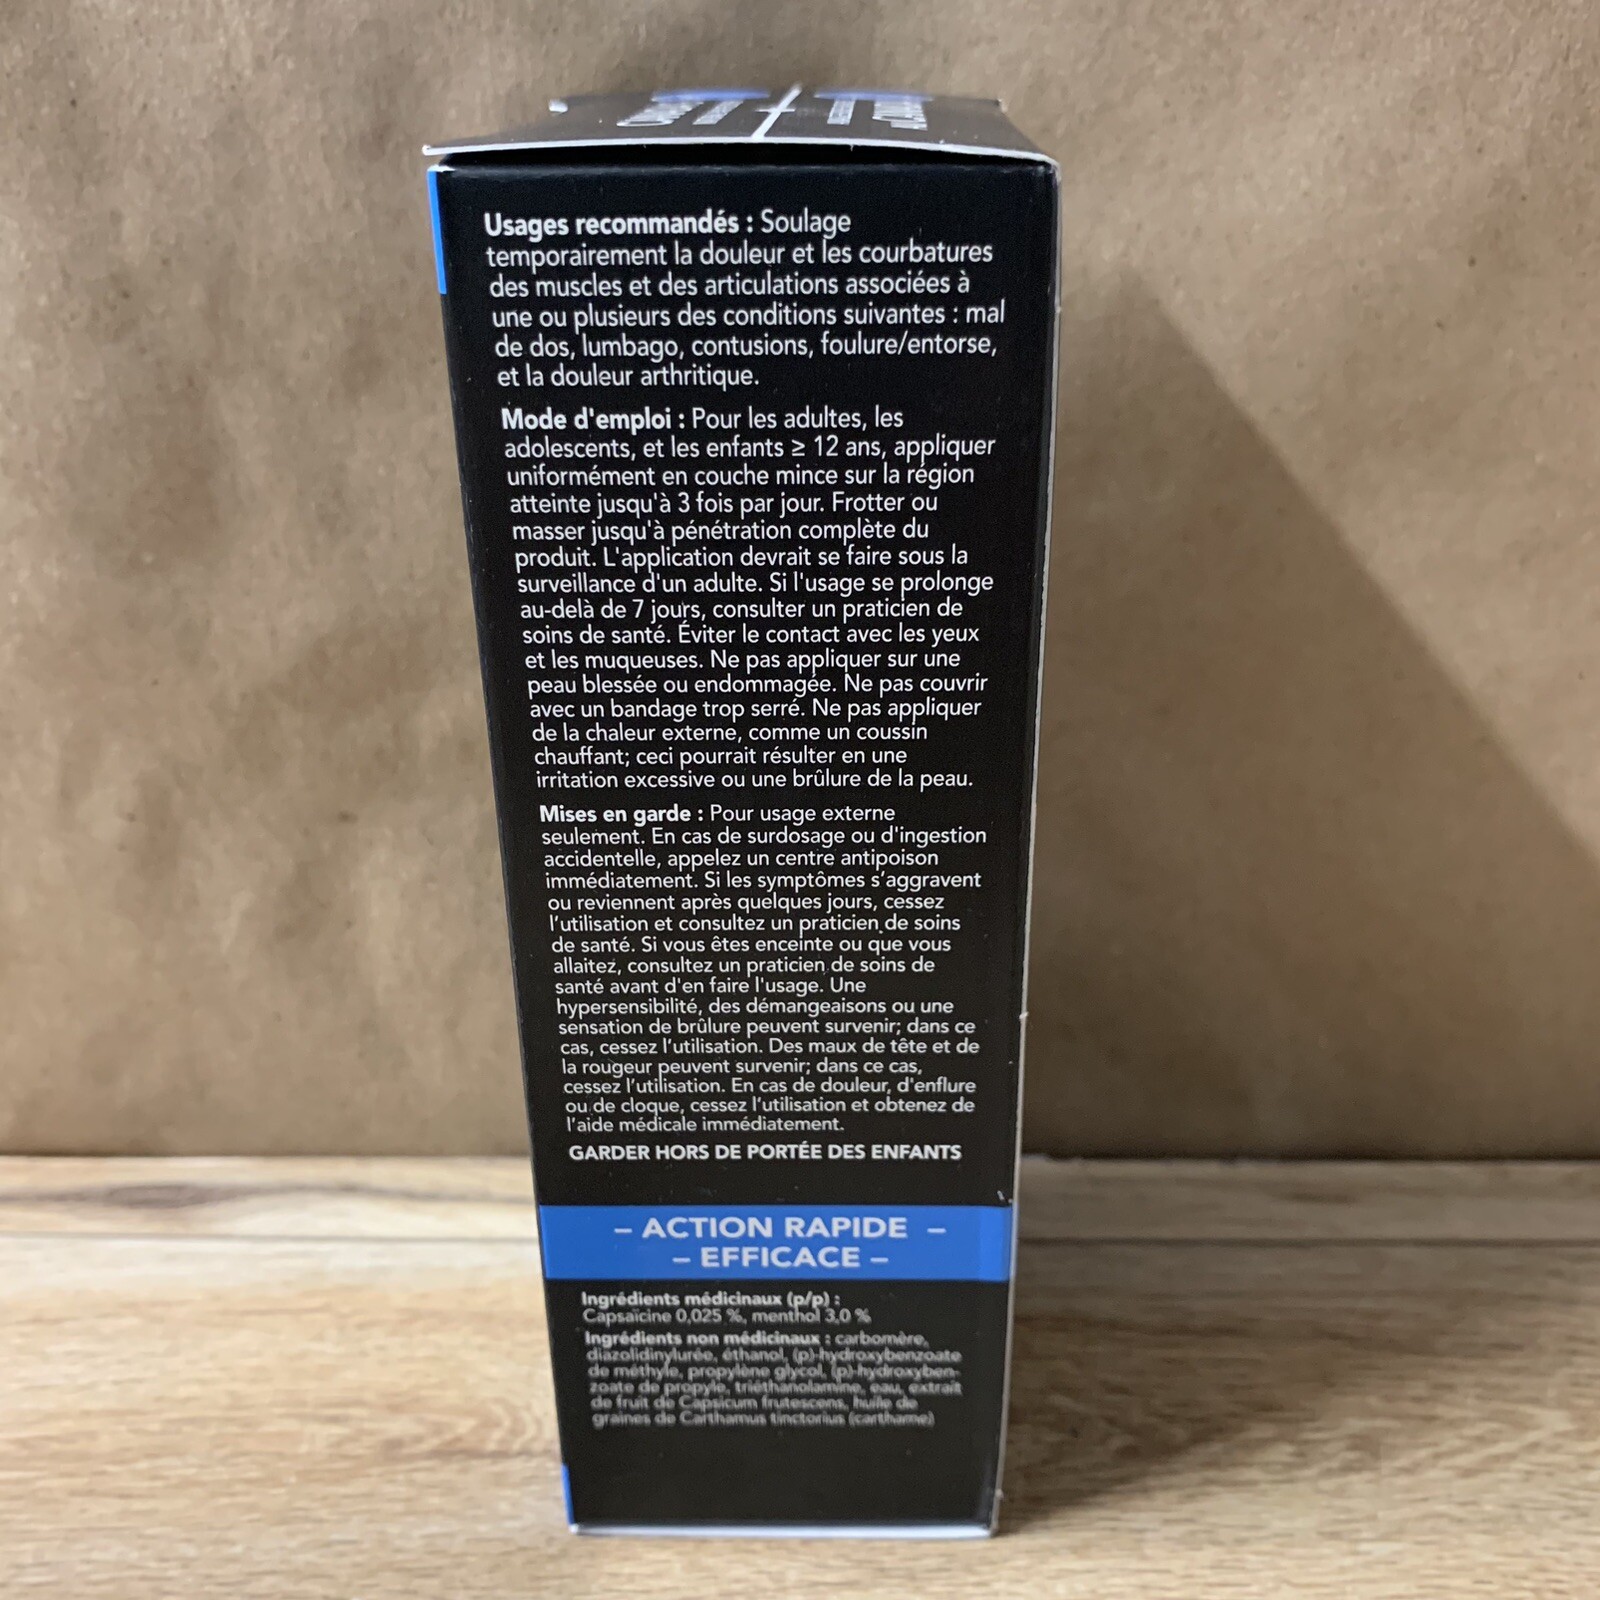 Usages recommandés : Soulage
temporairement la douleur et les courbatures
des muscles et des articulations associées à
une ou plusieurs des conditions suivantes : mal
de dos, lumbago, contusions, foulure/entorse,
et la douleur arthritique.
Mode d'emploi : Pour les adultes, les
adolescents, et les enfants ≥ 12 ans, appliquer
uniformément en couche mince sur la région
atteinte jusqu'à 3 fois par jour. Frotter ou
masser jusqu'à pénétration complète du
produit. L'application devrait se faire sous la
surveillance d'un adulte. Si l'usage se prolonge
au-delà de 7 jours, consulter un praticien de
soins de santé. Éviter le contact avec les yeux
et les muqueuses. Ne pas appliquer sur une
peau blessée ou endommagée. Ne pas couvrir
avec un bandage trop serré. Ne pas appliquer
de la chaleur externe, comme un coussin
chauffant; ceci pourrait résulter en une
irritation excessive ou une brûlure de la peau.
Mises en garde : Pour usage externe
seulement. En cas de surdosage ou d'ingestion
accidentelle, appelez un centre antipoison
immédiatement. Si les symptômes s’aggravent
ou reviennent après quelques jours, cessez
l’utilisation et consultez un praticien de soins
de santé. Si vous êtes enceinte ou que vous
allaitez, consultez un praticien de soins de
santé avant d'en faire l'usage. Une
hypersensibilité, des démangeaisons ou une
sensation de brûlure peuvent survenir; dans ce
cas, cessez l’utilisation. Des maux de tête et de
la rougeur peuvent survenir; dans ce cas,
cessez l’utilisation. En cas de douleur, d'enflure
ou de cloque, cessez l’utilisation et obtenez de
l’aide médicale immédiatement.
GARDER HORS DE PORTÉE DES ENFANTS
– ACTION RAPIDE –
– EFFICACE –
Ingrédients médicinaux (p/p) :
Capsaïcine 0,025 %, menthol 3,0 %
Ingrédients non médicinaux : carbomère,
diazolidinylurée, éthanol, (p)-hydroxybenzoate
de méthyle, propylène glycol, (p)-hydroxyben-
zoate de propyle, triéthanolamine, eau, extrait
de fruit de Capsicum frutescens, huile de
graines de Carthamus tinctorius (carthame)